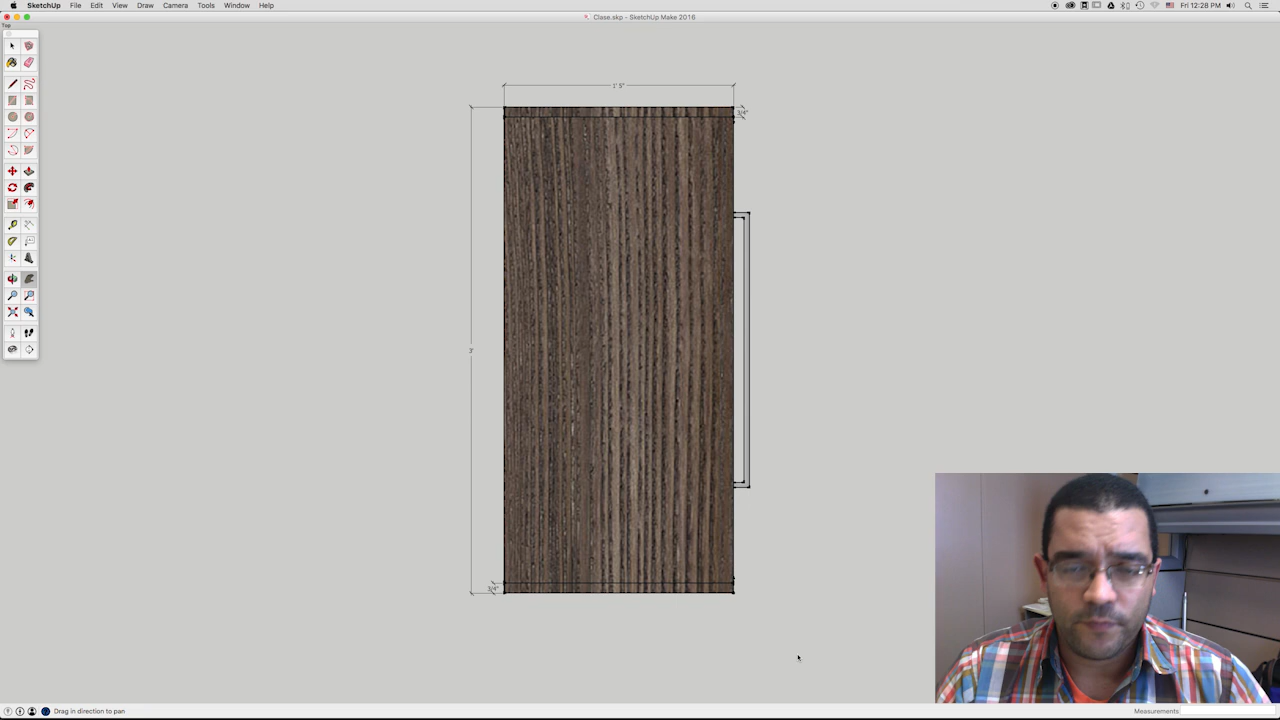 SketchUp File Edit View Draw Camera Tools Window Help Fri 12:28 PM
Clase.skp - SketchUp Make 2016
Top
1' 5"
3/4"
3'
3/4"
Drag in direction to pan
Measurements